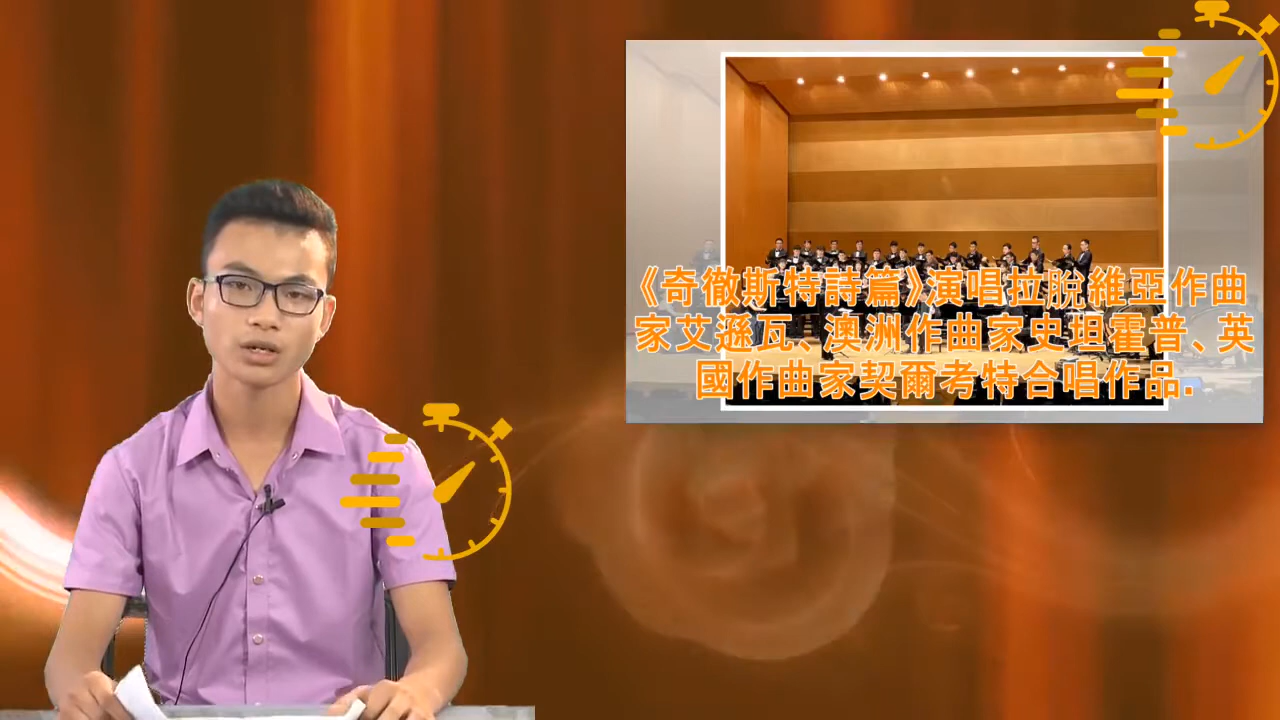 《奇徹斯特詩篇》演唱拉脫維亞作曲
家艾遜瓦、澳洲作曲家史坦霍普、英
國作曲家契爾考特合唱作品.